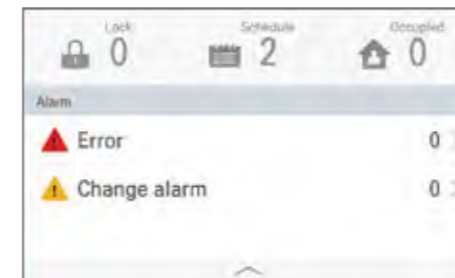 Lock Schedule Occupied
0 2 0
Alarm
Error 0
Change alarm 0